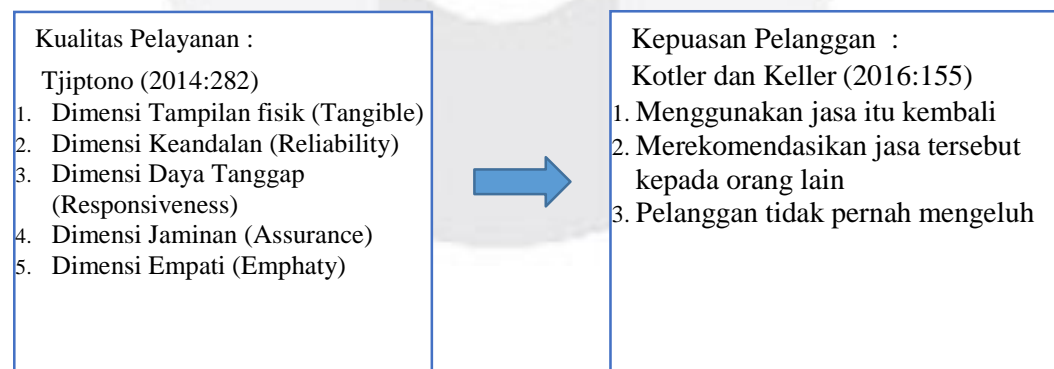 Kualitas Pelayanan :
Tjiptono (2014:282)
1. Dimensi Tampilan fisik (Tangible)
2. Dimensi Keandalan (Reliability)
3. Dimensi Daya Tanggap
(Responsiveness)
4. Dimensi Jaminan (Assurance)
5. Dimensi Empati (Emphaty)
Kepuasan Pelanggan :
Kotler dan Keller (2016:155)
1. Menggunakan jasa itu kembali
2. Merekomendasikan jasa tersebut
kepada orang lain
3. Pelanggan tidak pernah mengeluh